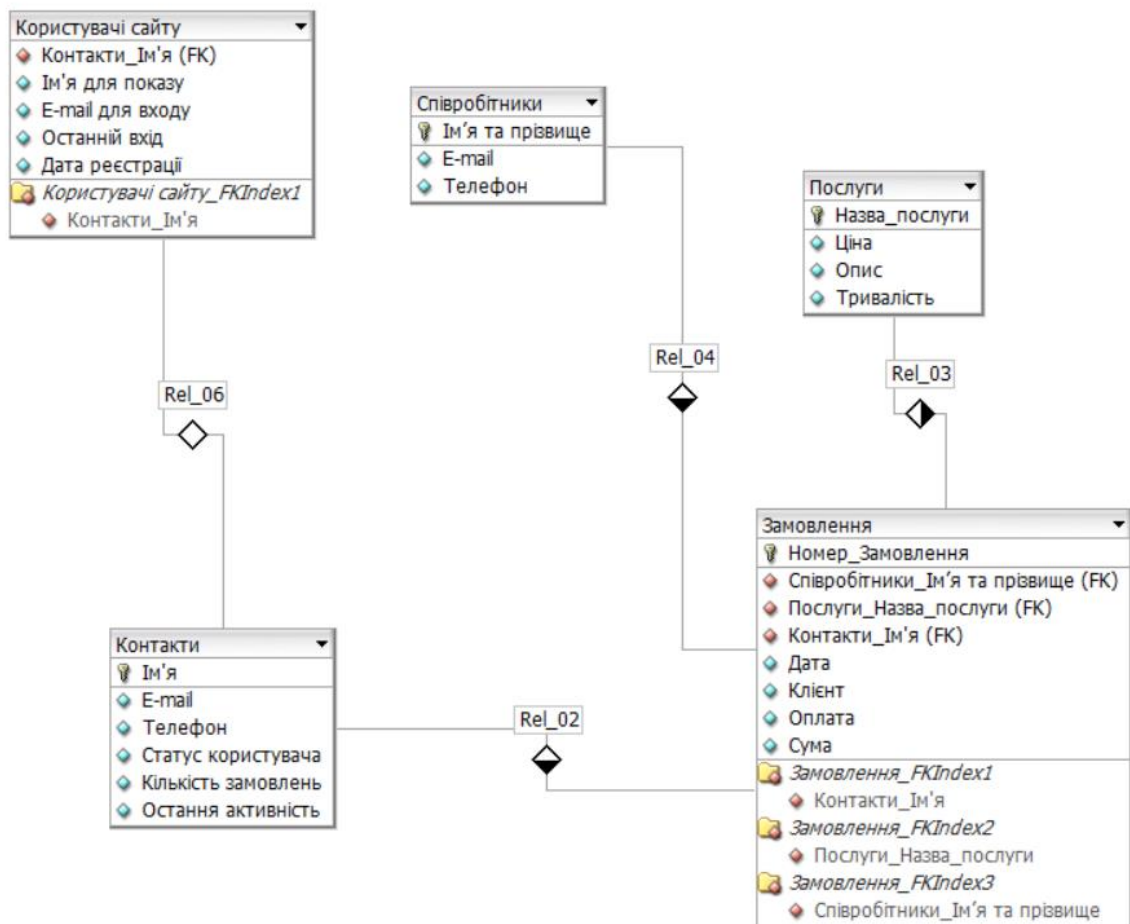 Користувачі сайту
Контакти_Ім'я (FK)
Ім'я для показу
E-mail для входу
Останній вхід
Дата реєстрації
Користувачі сайту_FKIndex1
Контакти_Ім'я
Співробітники
Ім’я та прізвище
E-mail
Телефон
Послуги
Назва_послуги
Ціна
Опис
Тривалість
Rel_04
Rel_03
Rel_06
Замовлення
Номер_Замовлення
Співробітники_Ім’я та прізвище (FK)
Послуги_Назва_послуги (FK)
Контакти_Ім'я (FK)
Дата
Клієнт
Оплата
Сума
Замовлення_FKIndex1
Контакти_Ім'я
Замовлення_FKIndex2
Послуги_Назва_послуги
Замовлення_FKIndex3
Співробітники_Ім’я та прізвище
Контакти
Ім'я
E-mail
Телефон
Статус користувача
Кількість замовлень
Остання активність
Rel_02